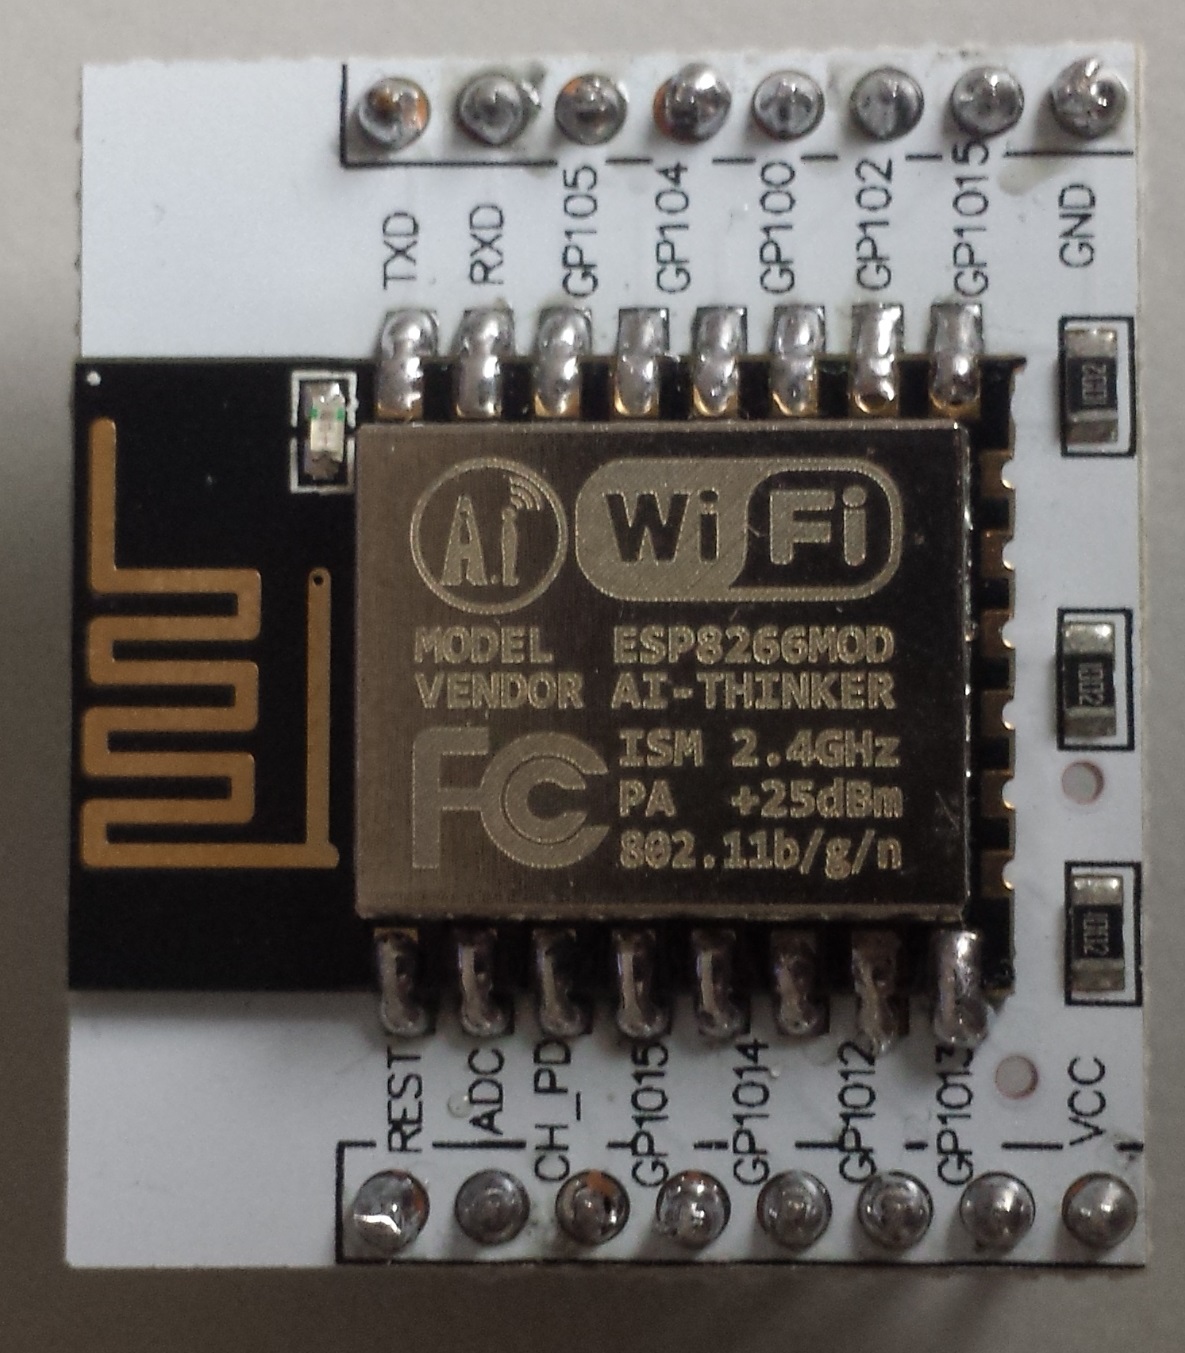 REST
ADC
CH_PD
GP1015
GP1014
GP1012
GP1013
VCC
Ai
WiFi
MODEL ESP8266MOD
VENDOR AI-THINKER
FC
ISM 2.4GHz
PA +25dBm
802.11b/g/n
TXD
RXD
GP105
GP104
GP100
GP102
GP1015
GND
1002
1002
1002